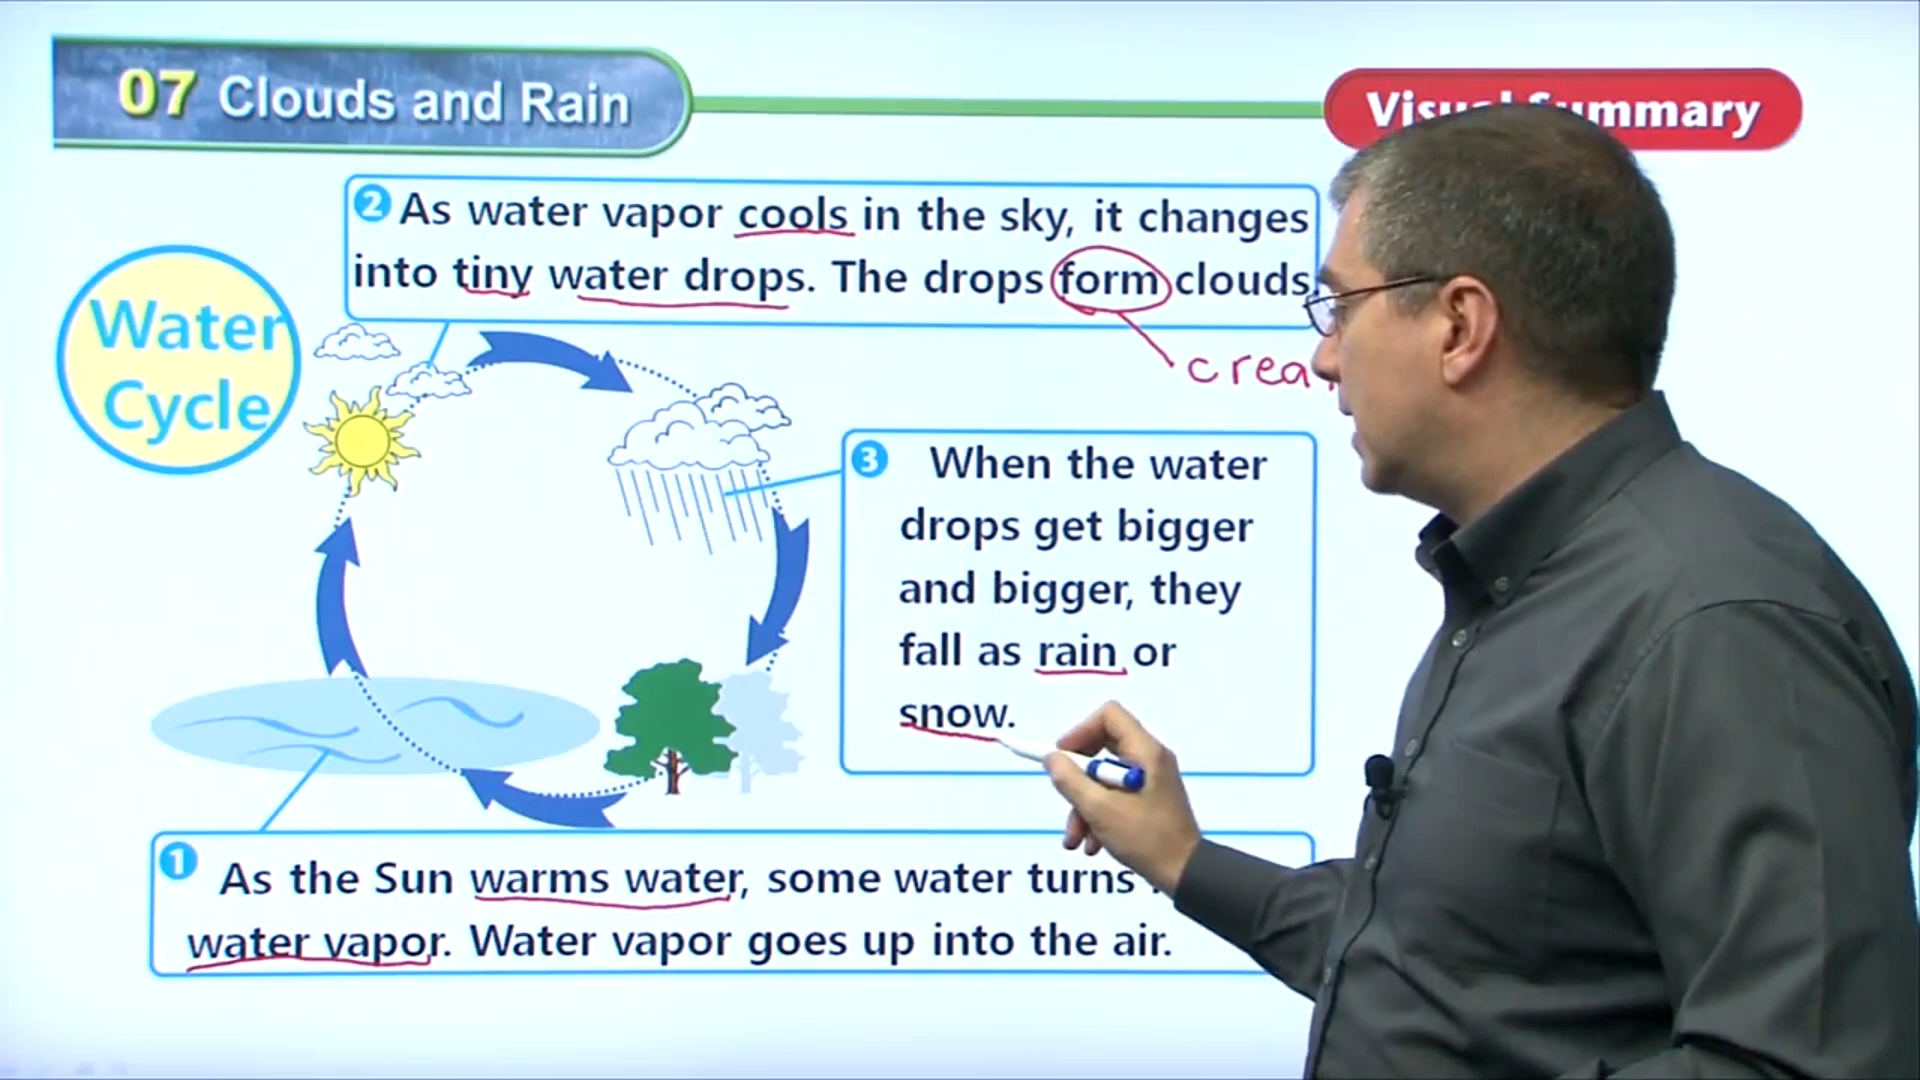 07 Clouds and Rain
Summary
2 As water vapor cools in the sky, it changes
into tiny water drops. The drops form clouds
Water
Cycle
3 When the water
drops get bigger
and bigger, they
fall as rain or
snow.
1 As the Sun warms water, some water turns
water vapor. Water vapor goes up into the air.